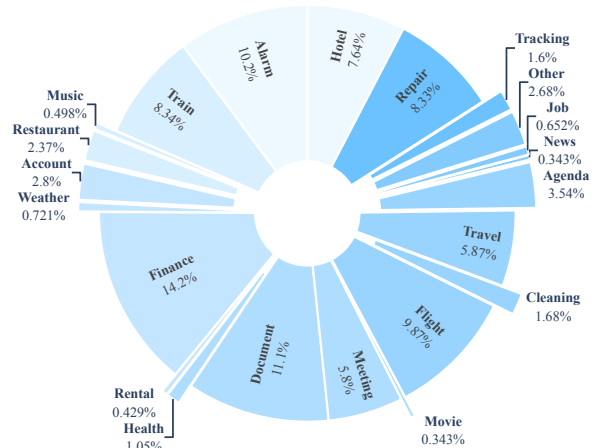 Hotel
7.64%
Repair
8.33%
Tracking
1.6%
Other
2.68%
Job
0.652%
News
0.343%
Agenda
3.54%
Travel
5.87%
Cleaning
1.68%
Flight
9.87%
Movie
0.343%
Meeting
5.8%
Document
11.1%
Health
1.05%
Rental
0.429%
Finance
14.2%
Weather
0.721%
Account
2.8%
Restaurant
2.37%
Music
0.498%
Train
8.34%
Alarm
10.2%